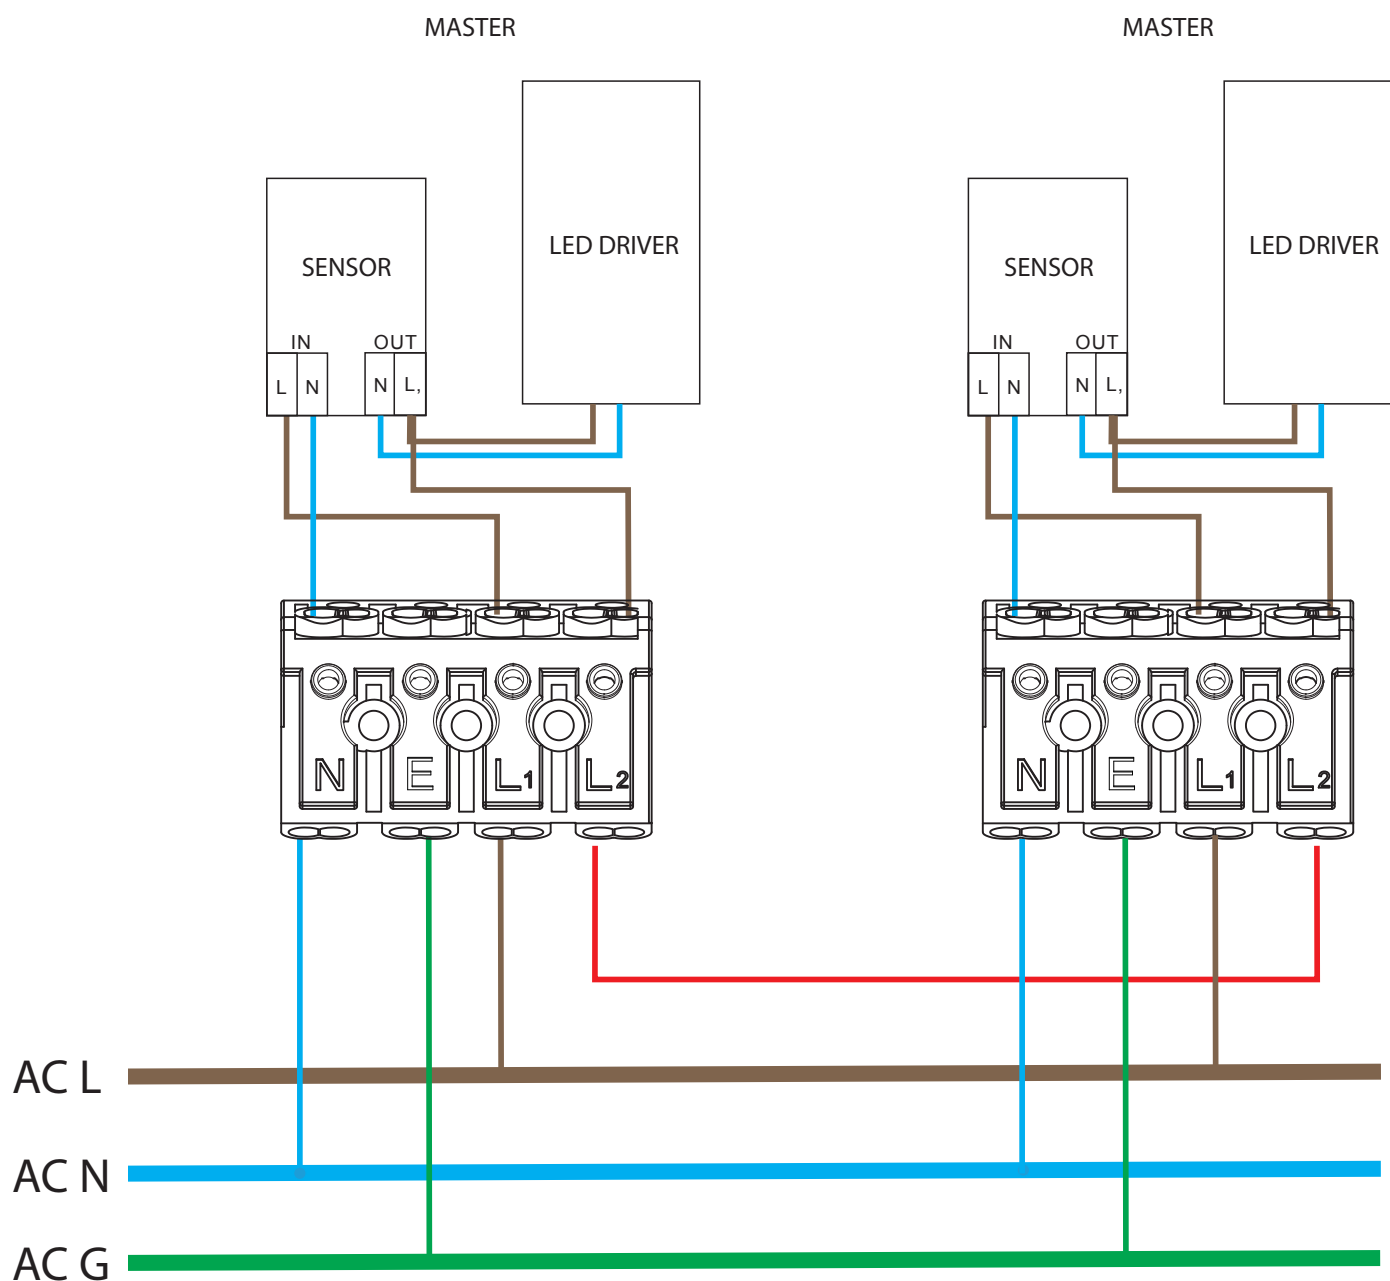 MASTER MASTER
LED DRIVER LED DRIVER
SENSOR SENSOR
IN OUT IN OUT
L N N L, L N N L,
N E L1 L2 N E L1 L2
AC L
AC N
AC G